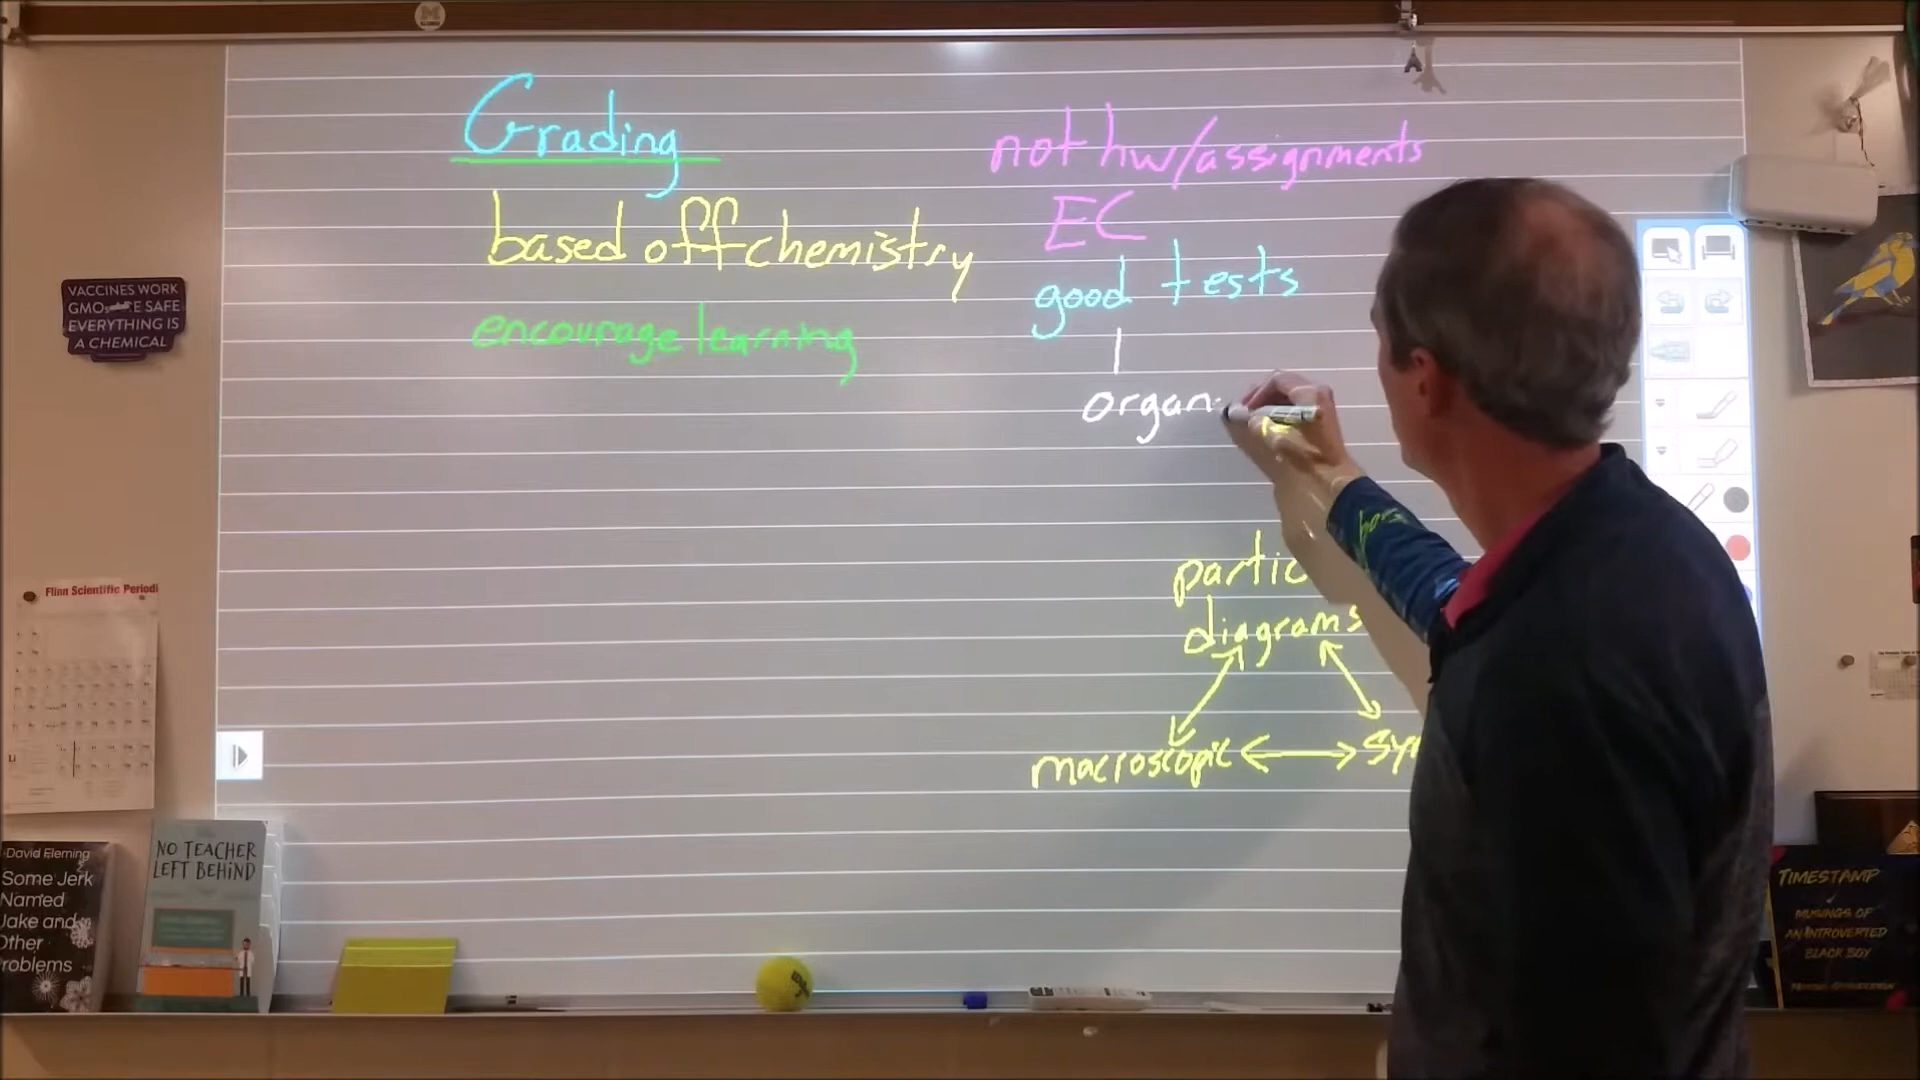 Grading
based off chemistry
encourage learning
not hw/assignments
EC
good tests
organ
partic
diagrams
macroscopic
VACCINES WORK
GMOs E SAFE
EVERYTHING IS
A CHEMICAL
Flinn Scientific Periodi
David Fleming
Some Jerk
Named
Jake and
Other
Problems
NO TEACHER
LEFT BEHIND
TIMESTAMP
MUSINGS OF
AN INTROVERTED
BLACK BOY